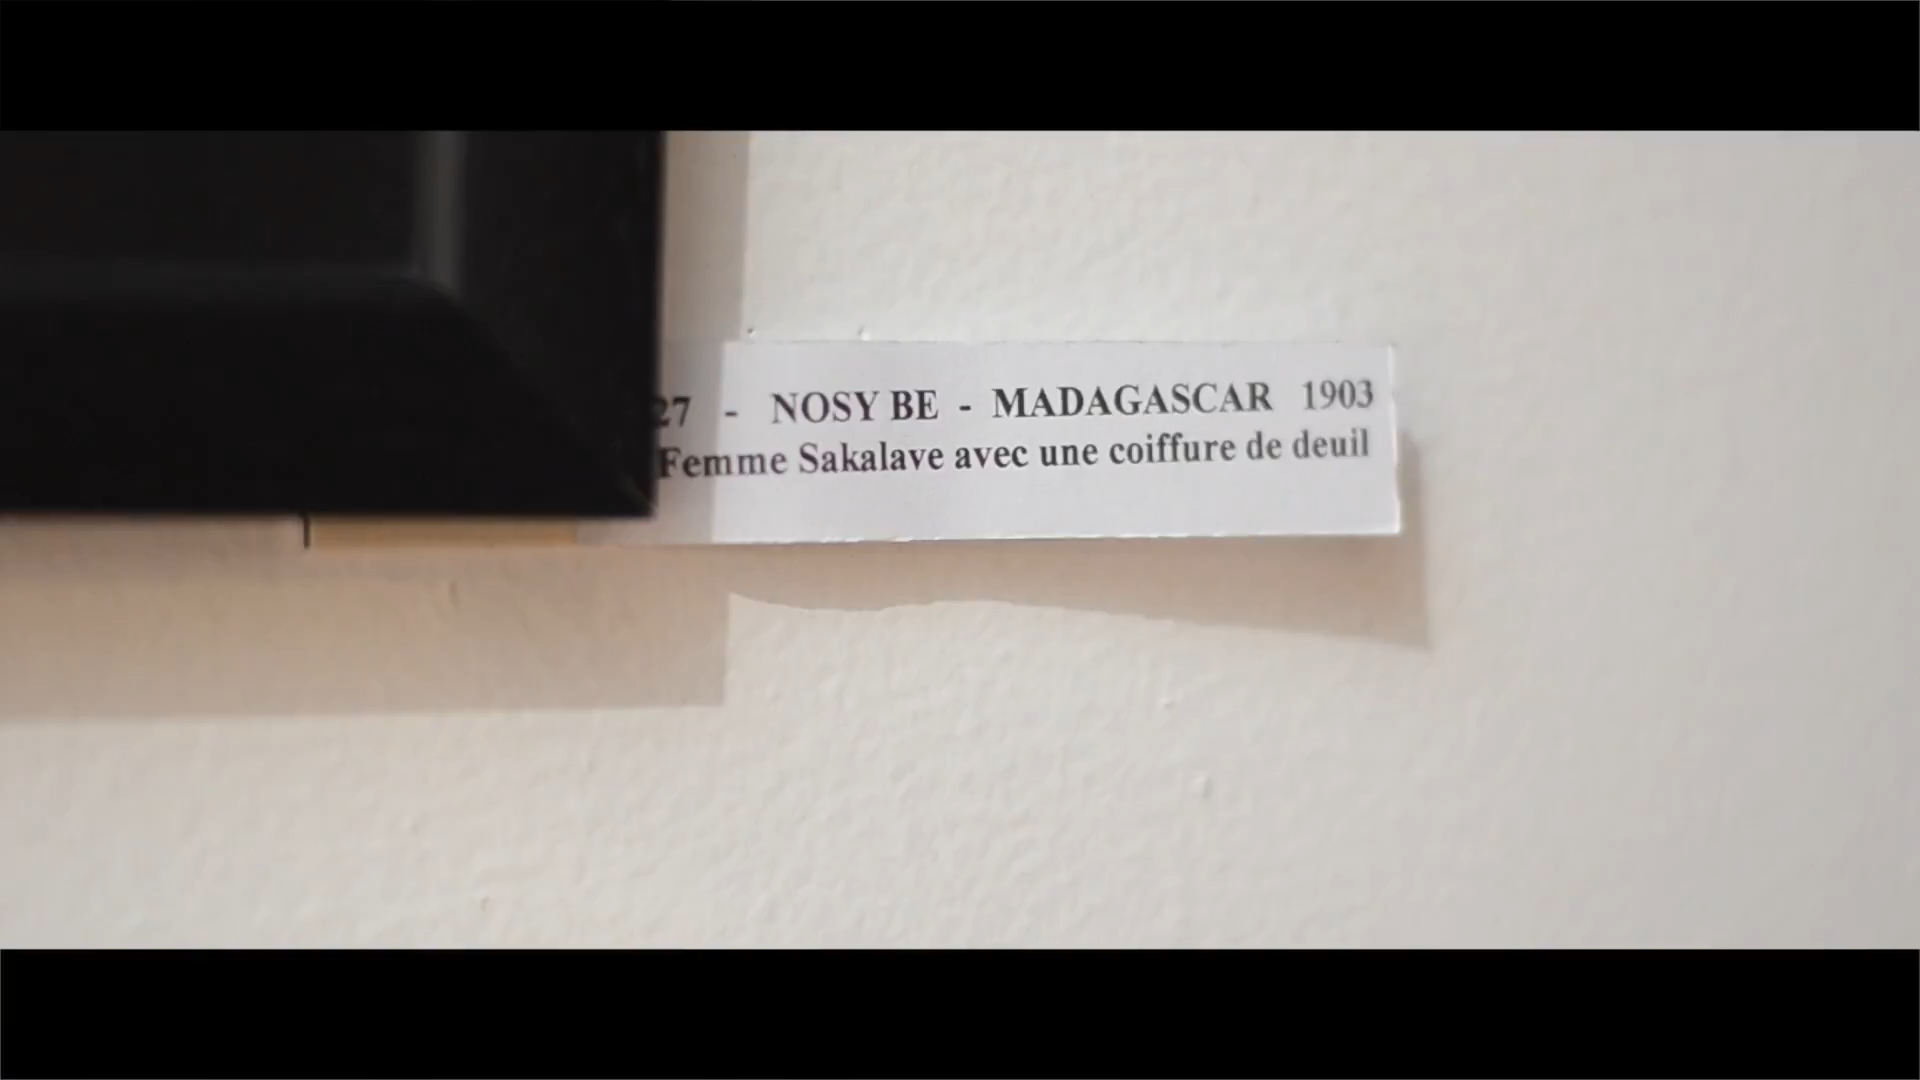 27 - NOSY BE - MADAGASCAR 1903
Femme Sakalave avec une coiffure de deuil